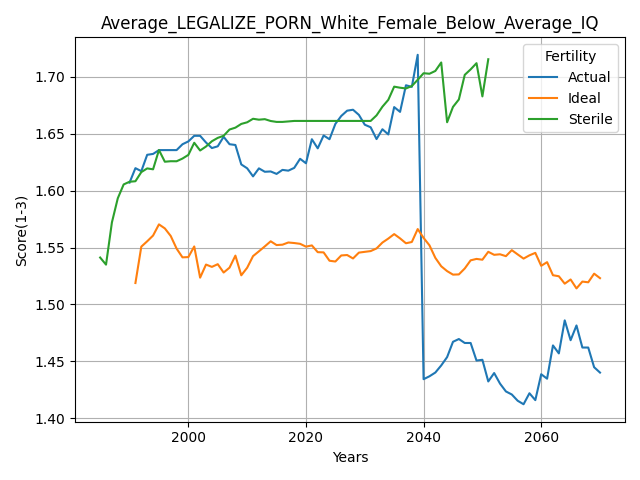 Average_LEGALIZE_PORN_White_Female_Below_Average_IQ
Fertility
Actual
Ideal
Sterile
Score(1-3)
1.70
1.65
1.60
1.55
1.50
1.45
1.40
2000 2020 2040 2060
Years